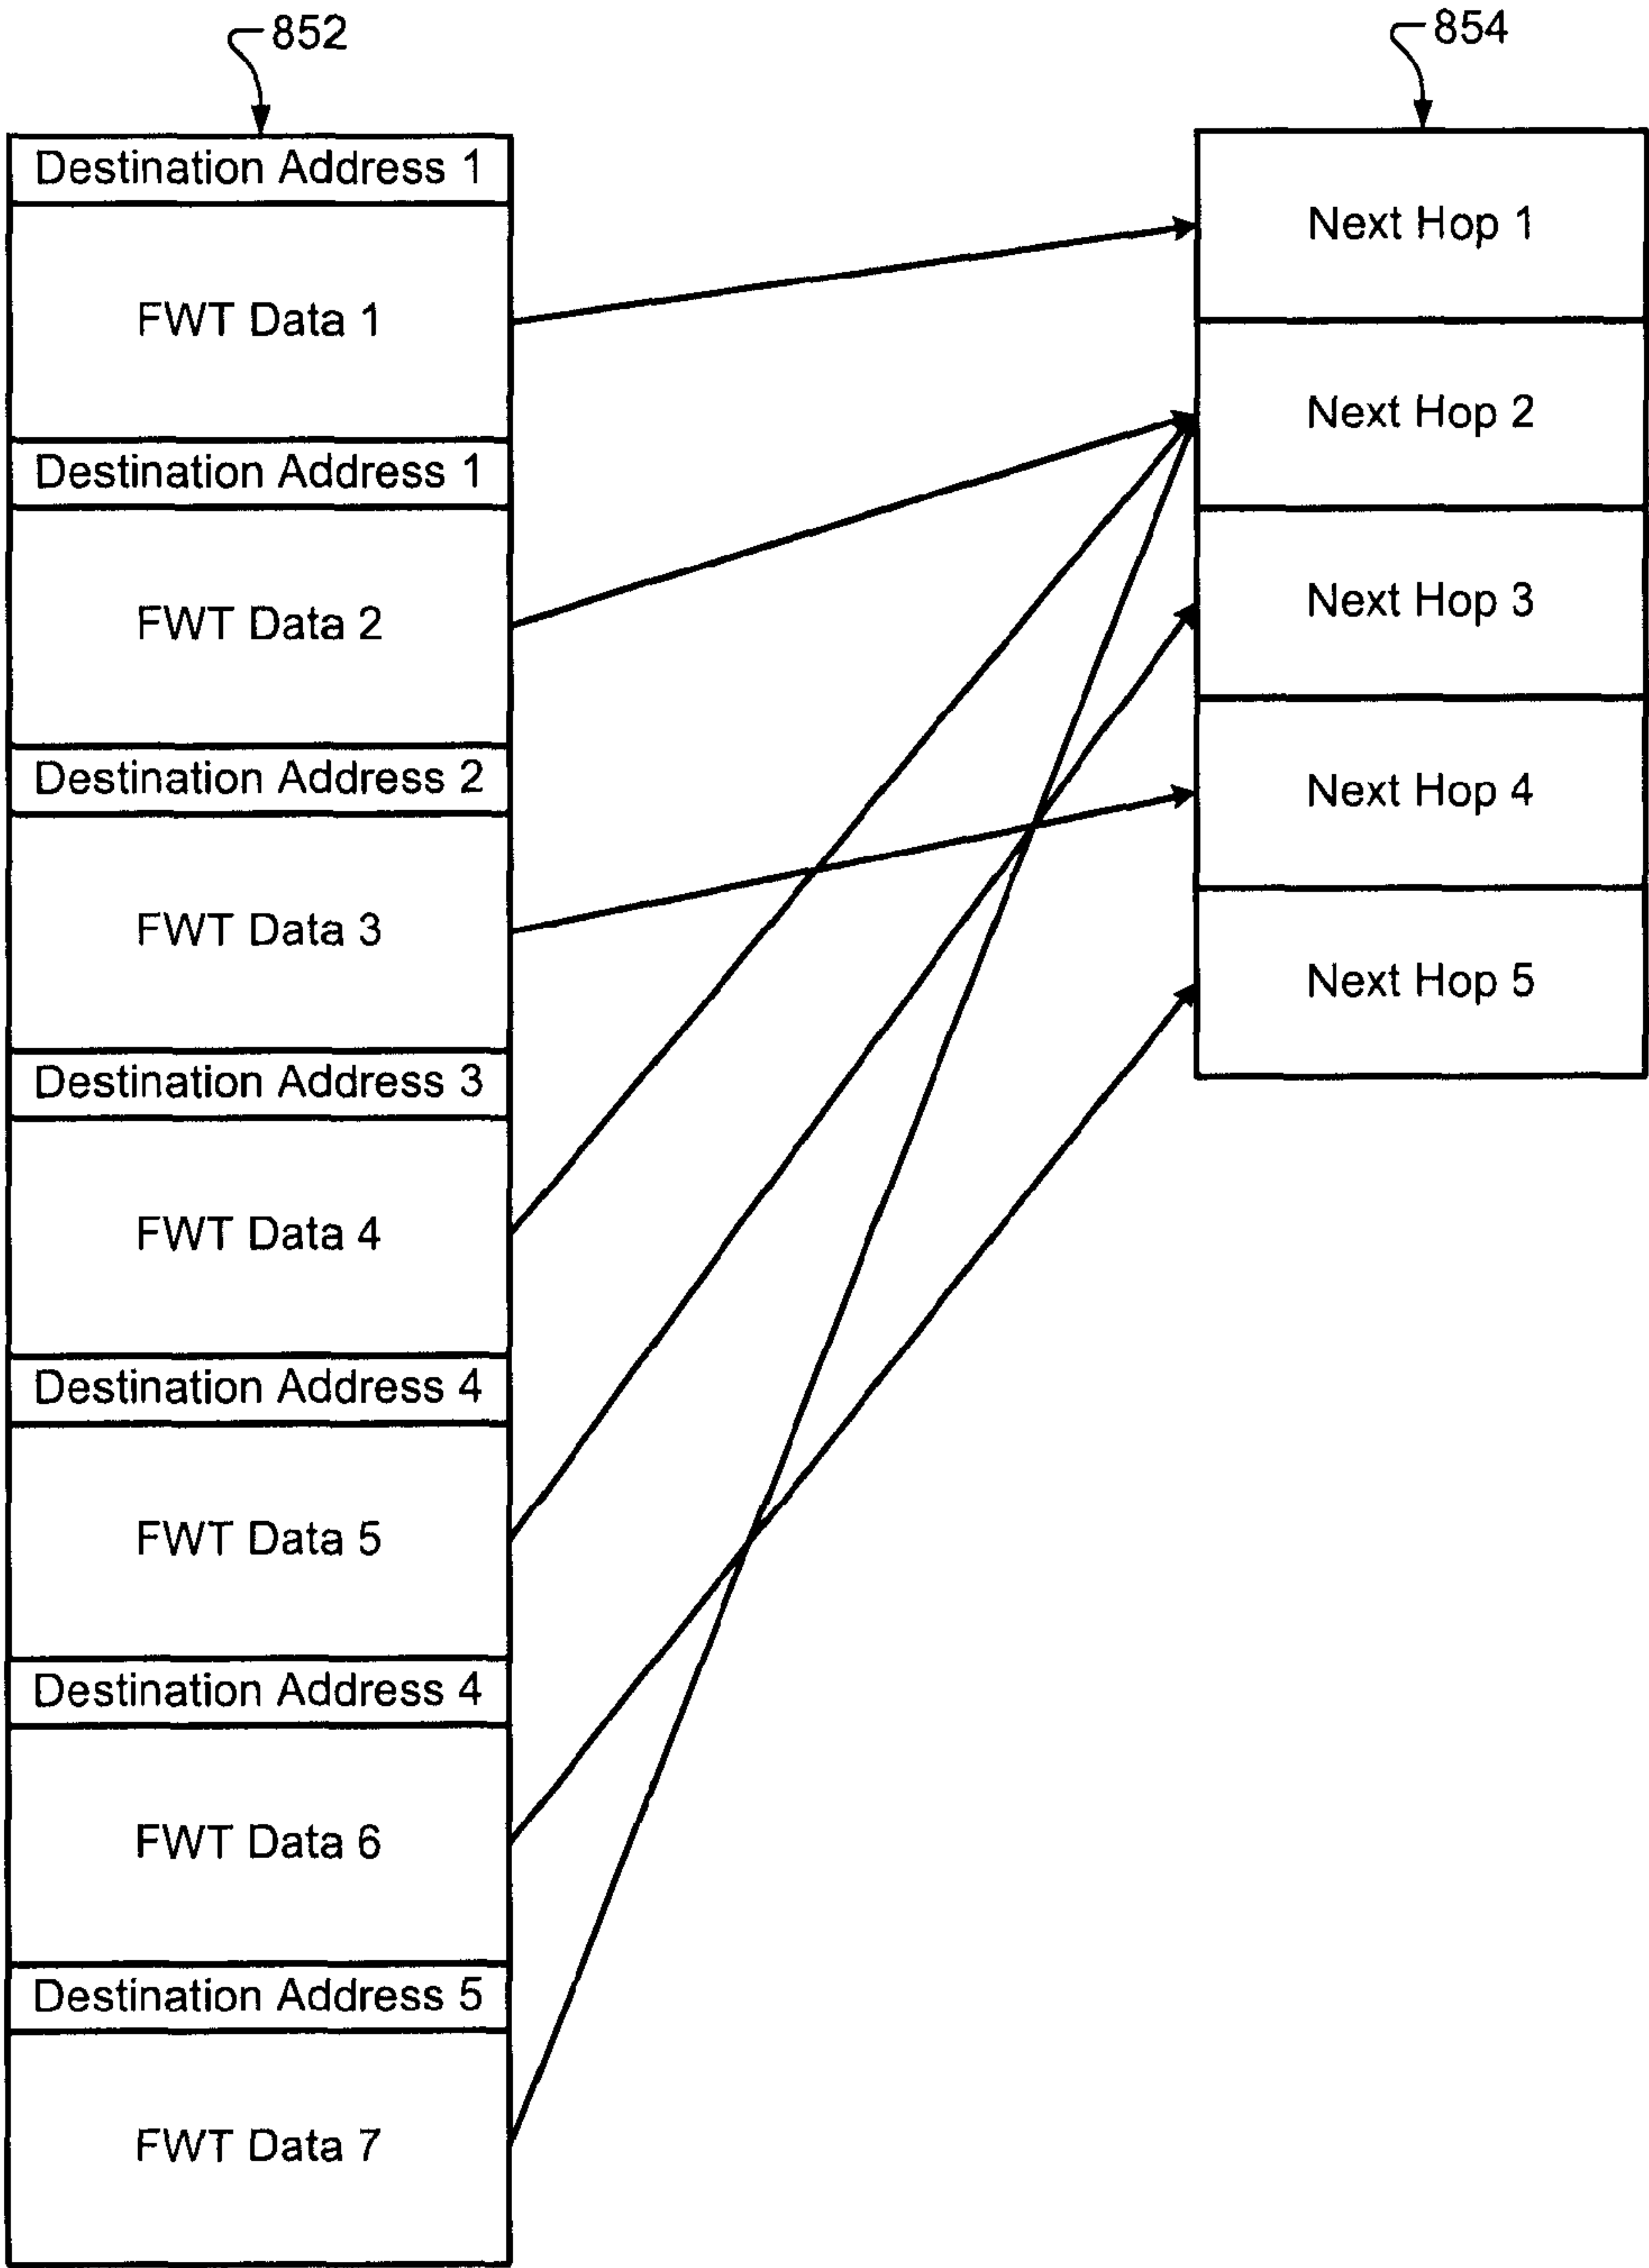 852
Destination Address 1
FWT Data 1
Destination Address 1
FWT Data 2
Destination Address 2
FWT Data 3
Destination Address 3
FWT Data 4
Destination Address 4
FWT Data 5
Destination Address 4
FWT Data 6
Destination Address 5
FWT Data 7
854
Next Hop 1
Next Hop 2
Next Hop 3
Next Hop 4
Next Hop 5